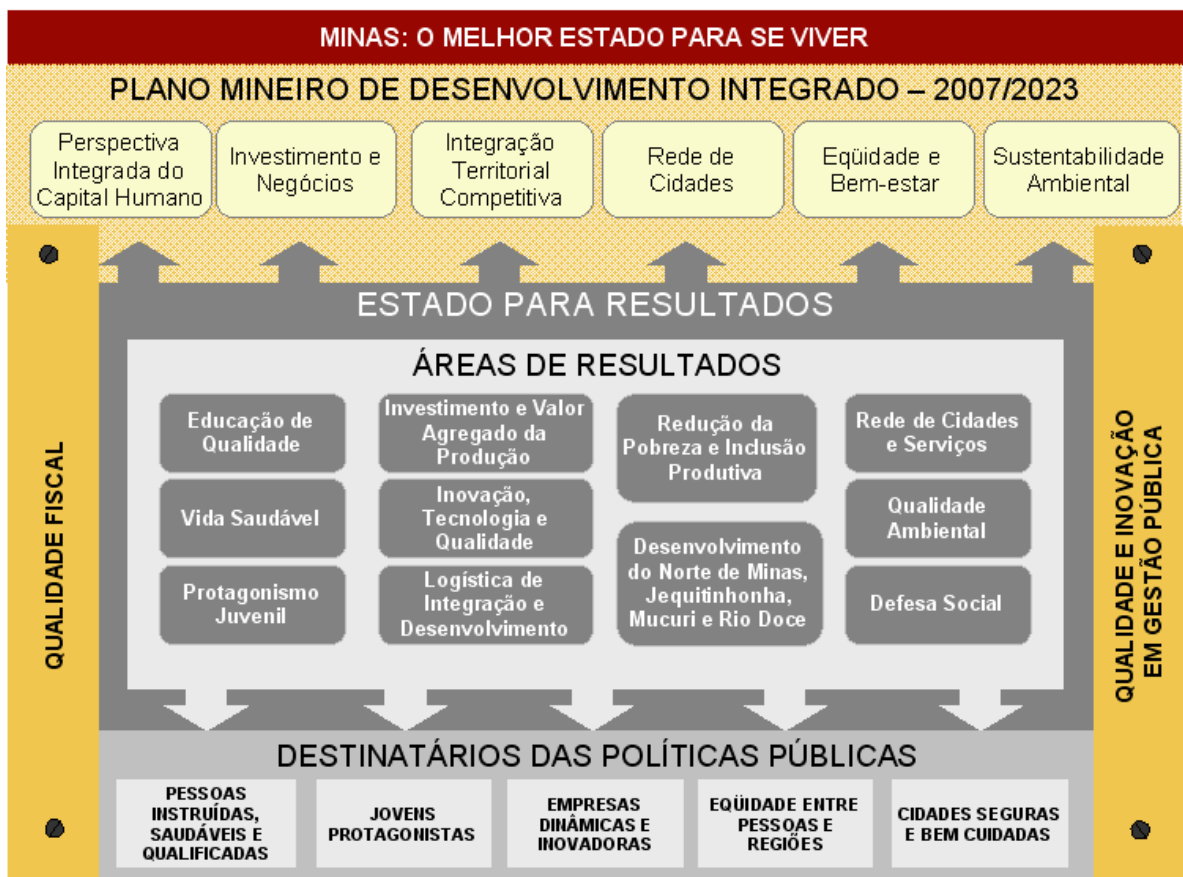 MINAS: O MELHOR ESTADO PARA SE VIVER
PLANO MINEIRO DE DESENVOLVIMENTO INTEGRADO – 2007/2023
Perspectiva
Integrada do
Capital Humano
Investimento e
Negócios
Integração
Territorial
Competitiva
Rede de
Cidades
Eqüidade e
Bem-estar
Sustentabilidade
Ambiental
ESTADO PARA RESULTADOS
ÁREAS DE RESULTADOS
Educação de
Qualidade
Vida Saudável
Protagonismo
Juvenil
Investimento e Valor
Agregado da
Produção
Inovação,
Tecnologia e
Qualidade
Logística de
Integração e
Desenvolvimento
Redução da
Pobreza e Inclusão
Produtiva
Desenvolvimento
do Norte de Minas,
Jequitinhonha,
Mucuri e Rio Doce
Rede de Cidades
e Serviços
Qualidade
Ambiental
Defesa Social
QUALIDADE FISCAL
QUALIDADE E INOVAÇÃO
EM GESTÃO PÚBLICA
DESTINATÁRIOS DAS POLÍTICAS PÚBLICAS
PESSOAS
INSTRUÍDAS,
SAUDÁVEIS E
QUALIFICADAS
JOVENS
PROTAGONISTAS
EMPRESAS
DINÂMICAS E
INOVADORAS
EQÜIDADE ENTRE
PESSOAS E
REGIÕES
CIDADES SEGURAS
E BEM CUIDADAS